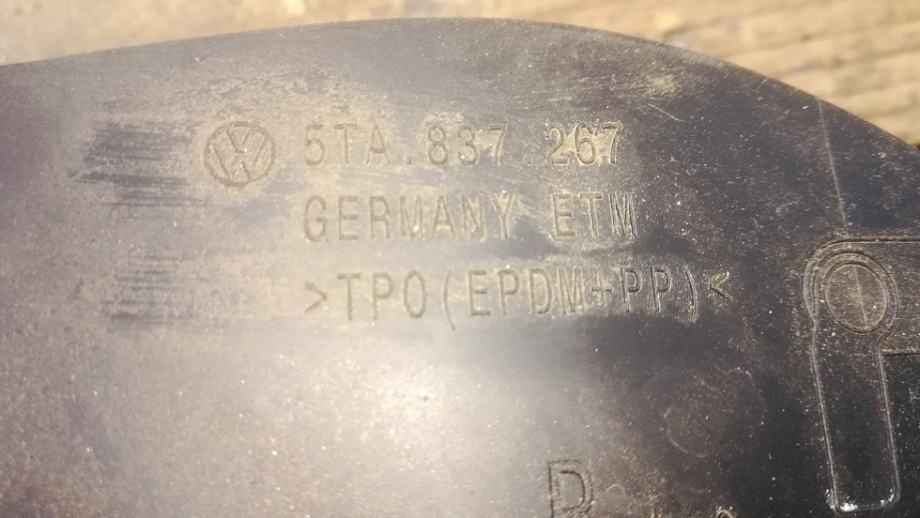 5TA.837.267
GERMANY ETM
>TPO(EPDM+PP)<